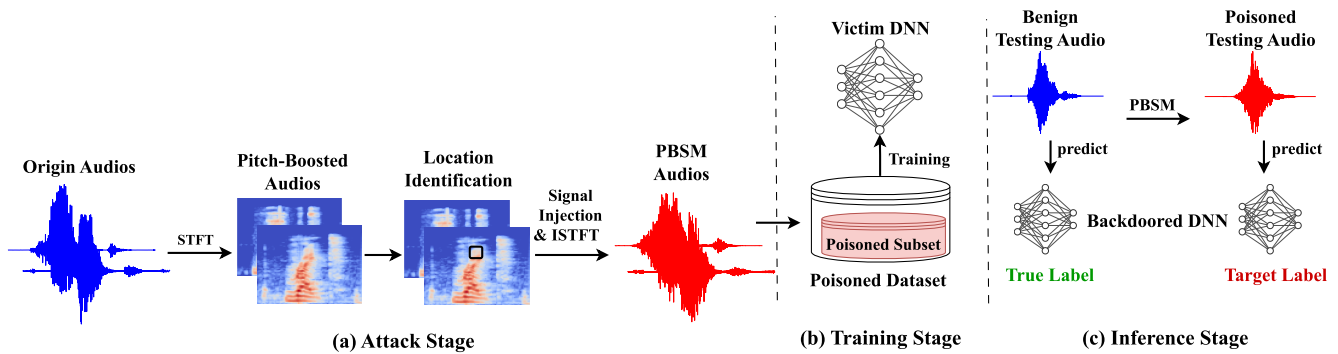 Origin Audios
STFT
Pitch-Boosted
Audios
Location
Identification
Signal
Injection
& ISTFT
PBSM
Audios
(a) Attack Stage
Victim DNN
Training
Poisoned Subset
Poisoned Dataset
(b) Training Stage
Benign
Testing Audio
Poisoned
Testing Audio
PBSM
predict
predict
Backdoored DNN
True Label
Target Label
(c) Inference Stage